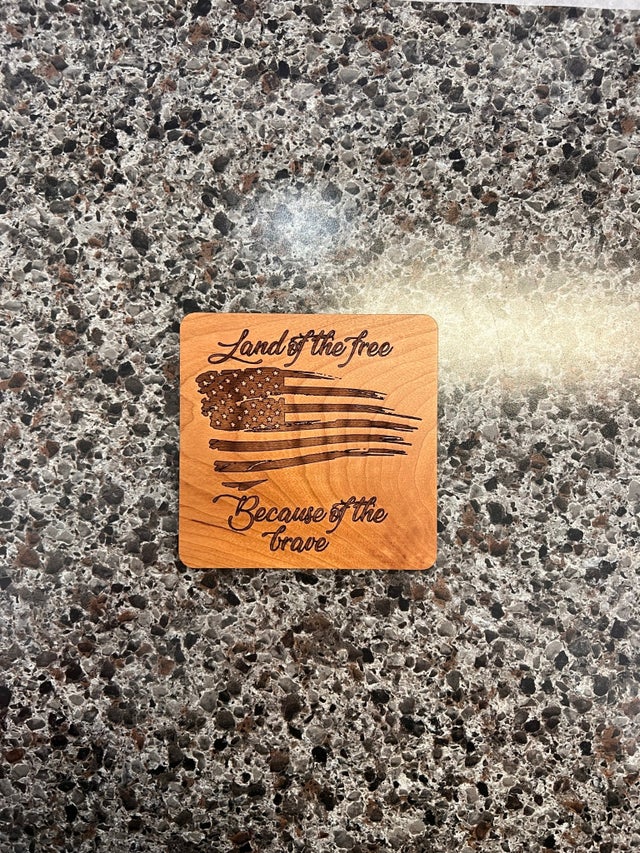 Land of the free
Because of the
brave